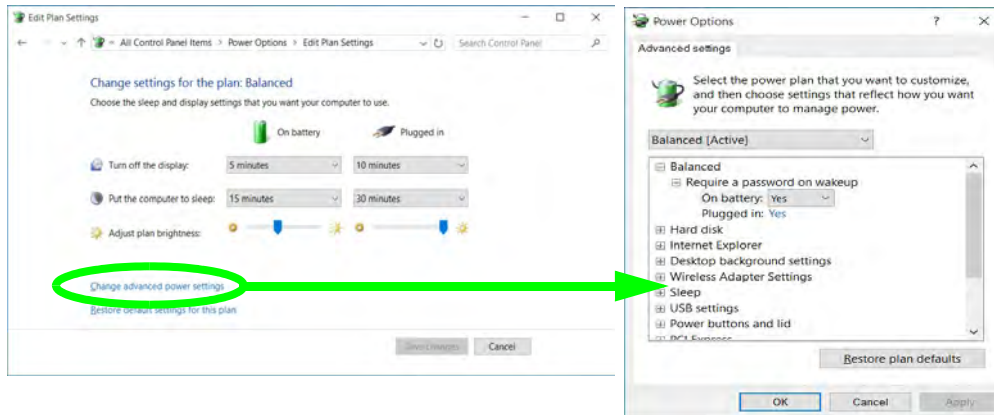 Edit Plan Settings
All Control Panel Items > Power Options > Edit Plan Settings
Search Control Panel
Change settings for the plan: Balanced
Choose the sleep and display settings that you want your computer to use.
On battery Plugged in
Turn off the display: 5 minutes 10 minutes
Put the computer to sleep: 15 minutes 30 minutes
Adjust plan brightness:
Change advanced power settings
Restore default settings for this plan
Save changes Cancel
Power Options ? ×
Advanced settings
Select the power plan that you want to customize,
and then choose settings that reflect how you want
your computer to manage power.
Balanced [Active]
Balanced
Require a password on wakeup
On battery: Yes
Plugged in: Yes
Hard disk
Internet Explorer
Desktop background settings
Wireless Adapter Settings
Sleep
USB settings
Power buttons and lid
PCI Express
Restore plan defaults
OK Cancel Apply